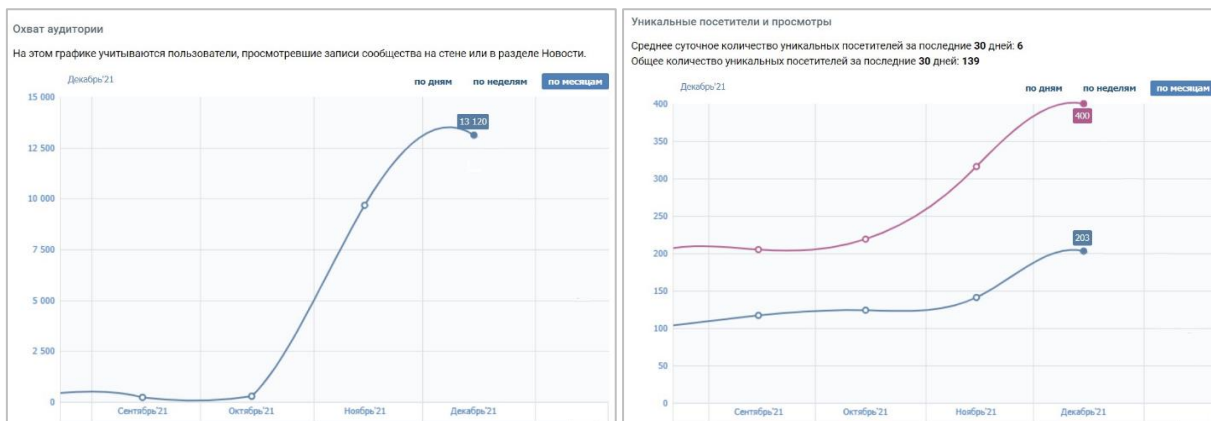 Охват аудитории
На этом графике учитываются пользователи, просмотревшие записи сообщества на стене или в разделе Новости.
Декабрь'21
по дням по неделям по месяцам
15 000
13 120
12 500
10 000
7 500
5 000
2 500
0
Сентябрь'21 Октябрь'21 Ноябрь'21 Декабрь'21
Уникальные посетители и просмотры
Среднее суточное количество уникальных посетителей за последние 30 дней: 6
Общее количество уникальных посетителей за последние 30 дней: 139
Декабрь'21
по дням по неделям по месяцам
400
400
350
300
250
203
200
150
100
50
0
Сентябрь'21 Октябрь'21 Ноябрь'21 Декабрь'21